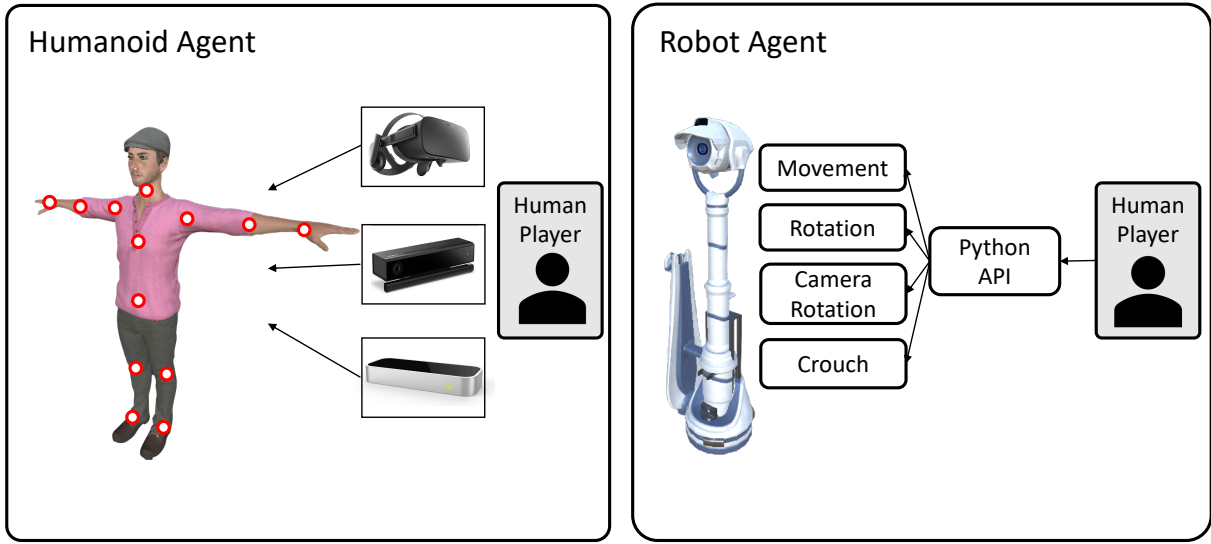 Humanoid Agent
Human
Player
Robot Agent
Movement
Rotation
Camera
Rotation
Crouch
Python
API
Human
Player